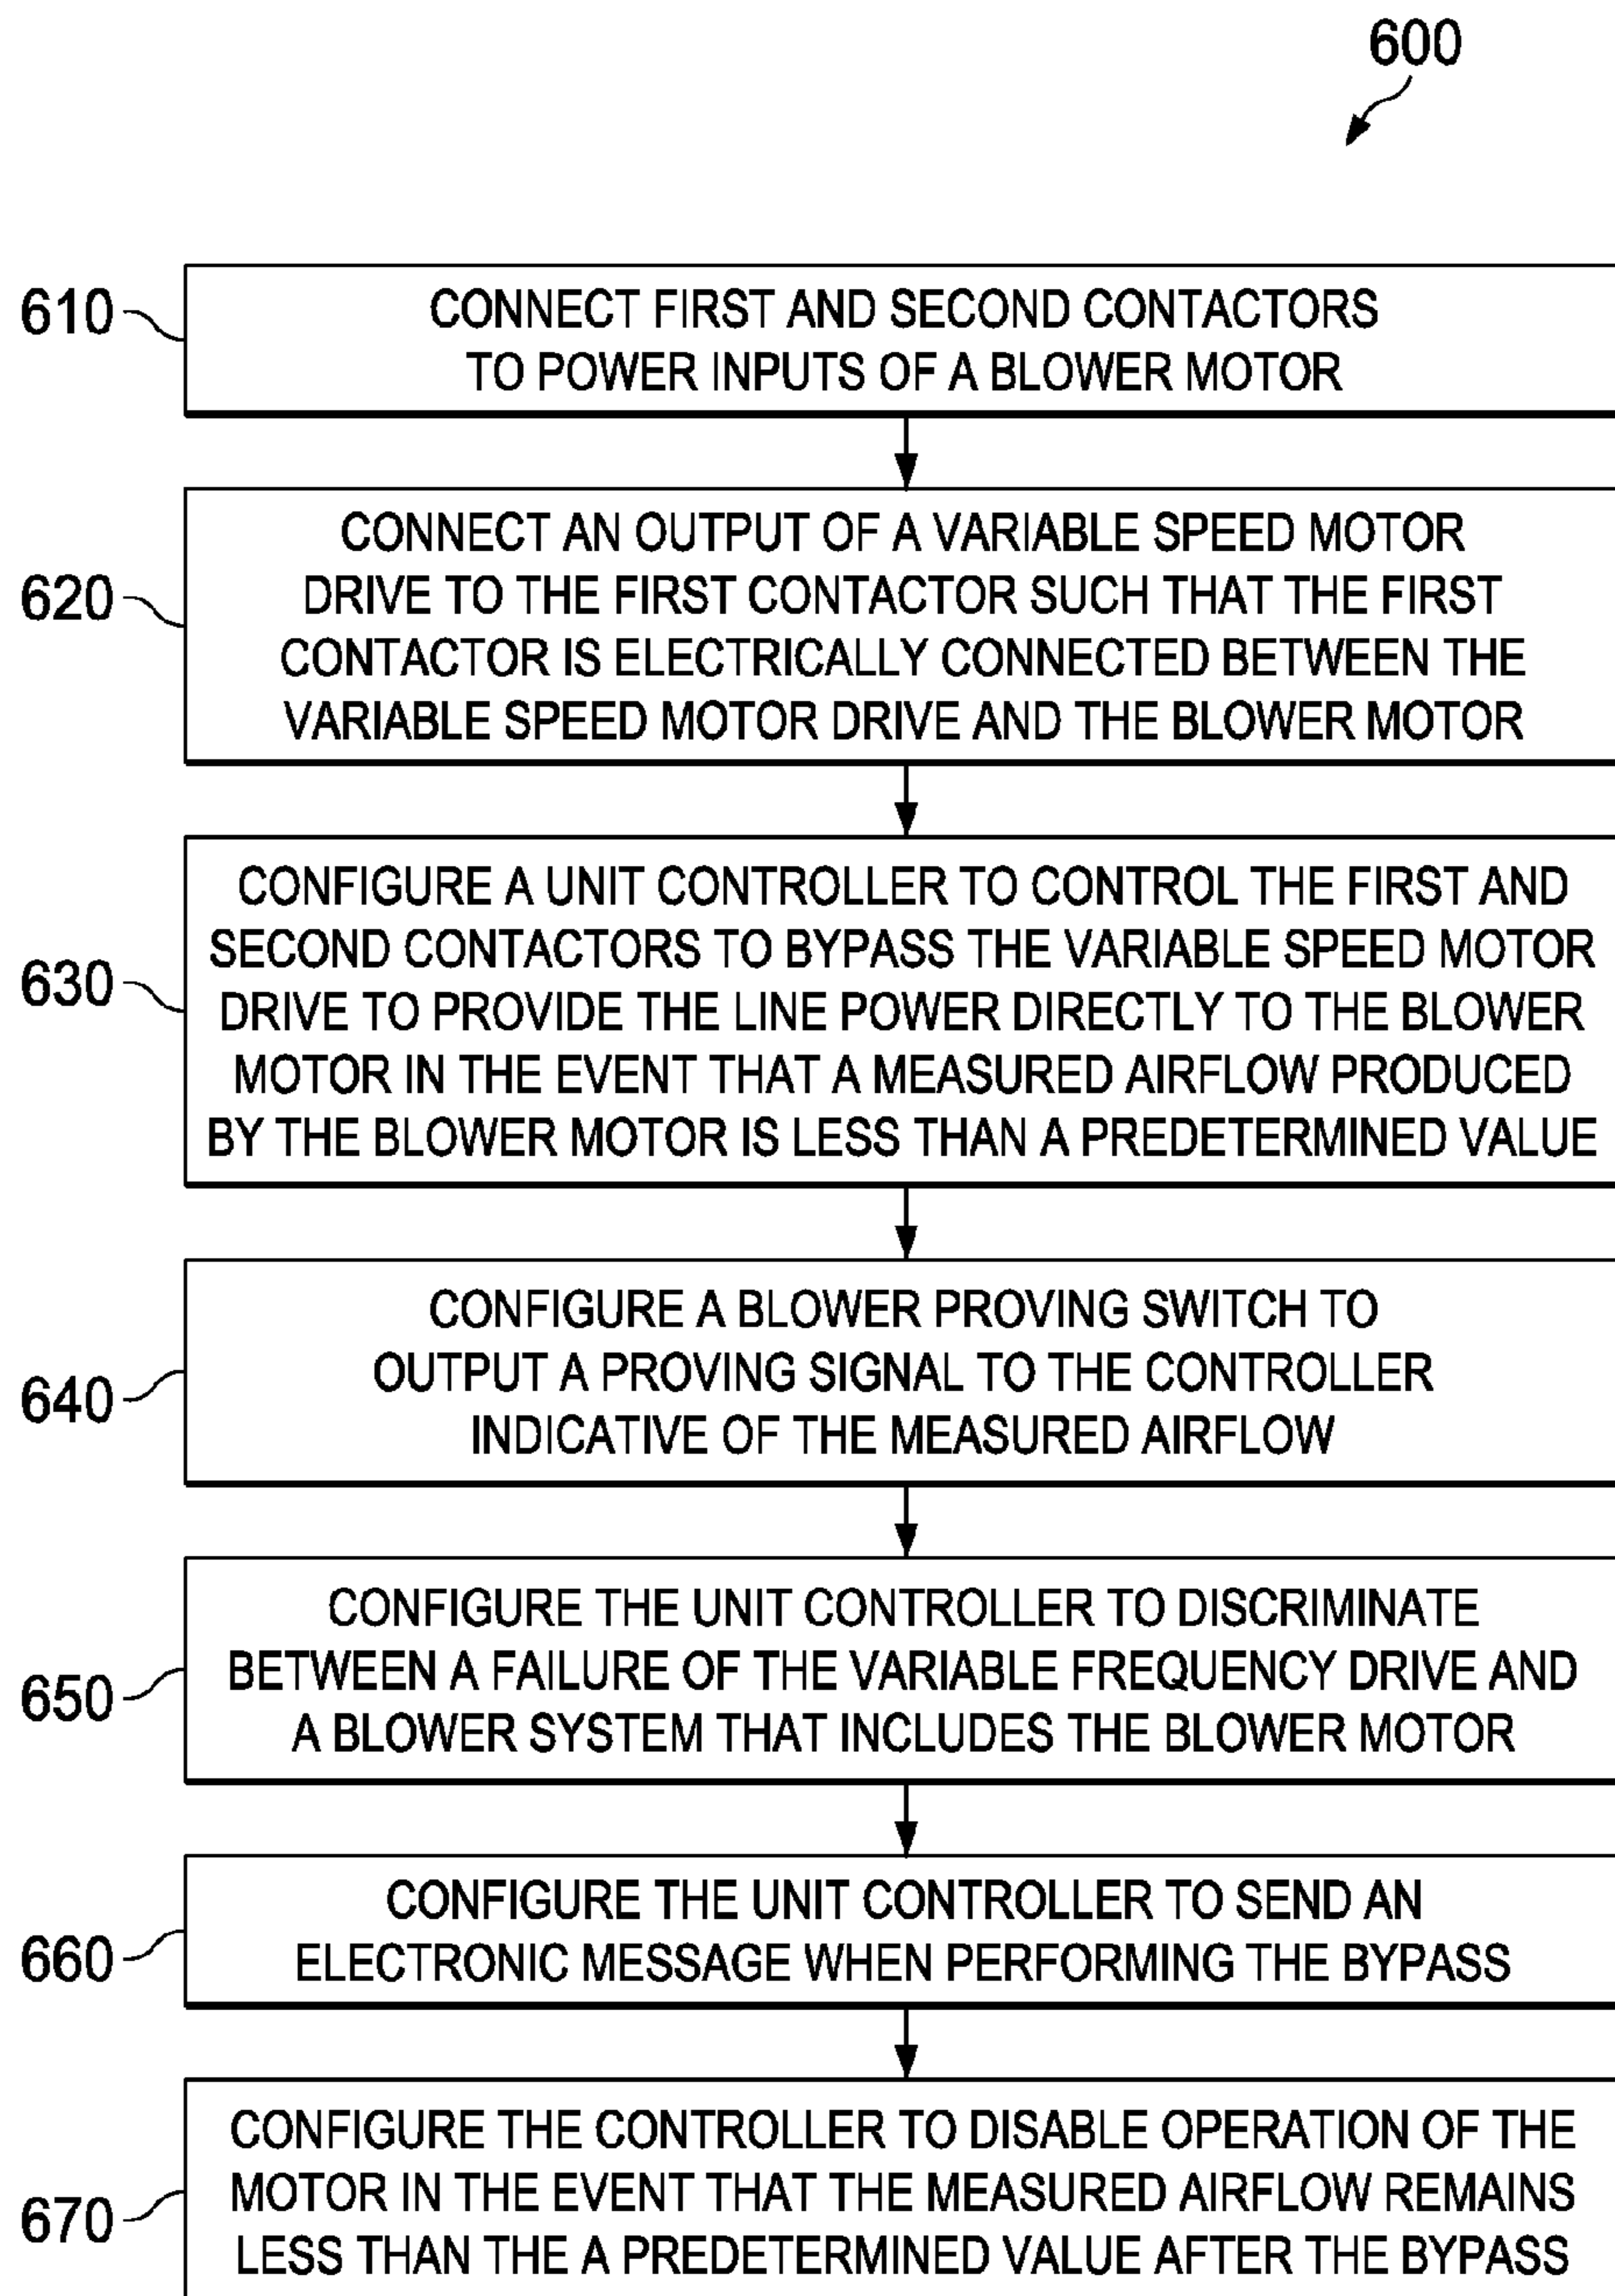 600
610
CONNECT FIRST AND SECOND CONTACTORS
TO POWER INPUTS OF A BLOWER MOTOR
620
CONNECT AN OUTPUT OF A VARIABLE SPEED MOTOR
DRIVE TO THE FIRST CONTACTOR SUCH THAT THE FIRST
CONTACTOR IS ELECTRICALLY CONNECTED BETWEEN THE
VARIABLE SPEED MOTOR DRIVE AND THE BLOWER MOTOR
630
CONFIGURE A UNIT CONTROLLER TO CONTROL THE FIRST AND
SECOND CONTACTORS TO BYPASS THE VARIABLE SPEED MOTOR
DRIVE TO PROVIDE THE LINE POWER DIRECTLY TO THE BLOWER
MOTOR IN THE EVENT THAT A MEASURED AIRFLOW PRODUCED
BY THE BLOWER MOTOR IS LESS THAN A PREDETERMINED VALUE
640
CONFIGURE A BLOWER PROVING SWITCH TO
OUTPUT A PROVING SIGNAL TO THE CONTROLLER
INDICATIVE OF THE MEASURED AIRFLOW
650
CONFIGURE THE UNIT CONTROLLER TO DISCRIMINATE
BETWEEN A FAILURE OF THE VARIABLE FREQUENCY DRIVE AND
A BLOWER SYSTEM THAT INCLUDES THE BLOWER MOTOR
660
CONFIGURE THE UNIT CONTROLLER TO SEND AN
ELECTRONIC MESSAGE WHEN PERFORMING THE BYPASS
670
CONFIGURE THE CONTROLLER TO DISABLE OPERATION OF THE
MOTOR IN THE EVENT THAT THE MEASURED AIRFLOW REMAINS
LESS THAN THE A PREDETERMINED VALUE AFTER THE BYPASS